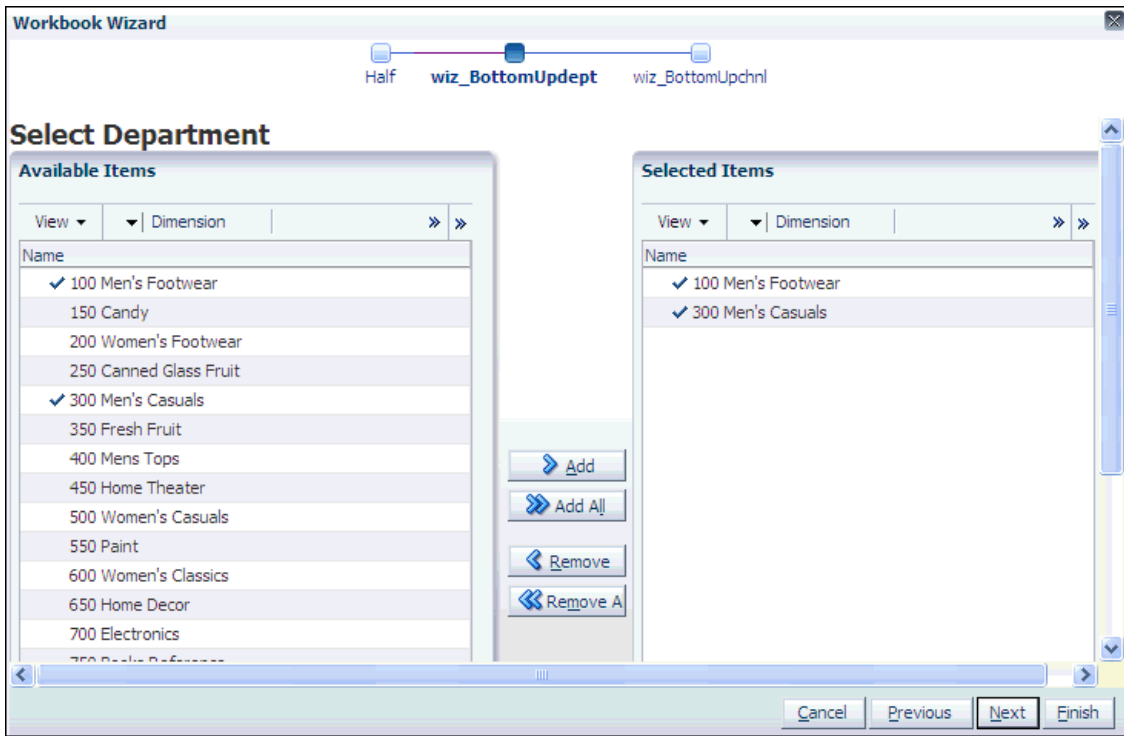 Workbook Wizard
Half wiz_BottomUpdept wiz_BottomUpchnl
Select Department
Available Items
View Dimension
Name
100 Men's Footwear
150 Candy
200 Women's Footwear
250 Canned Glass Fruit
300 Men's Casuals
350 Fresh Fruit
400 Mens Tops
450 Home Theater
500 Women's Casuals
550 Paint
600 Women's Classics
650 Home Decor
700 Electronics
Add
Add All
Remove
Remove A
Selected Items
View Dimension
Name
100 Men's Footwear
300 Men's Casuals
Cancel Previous Next Finish